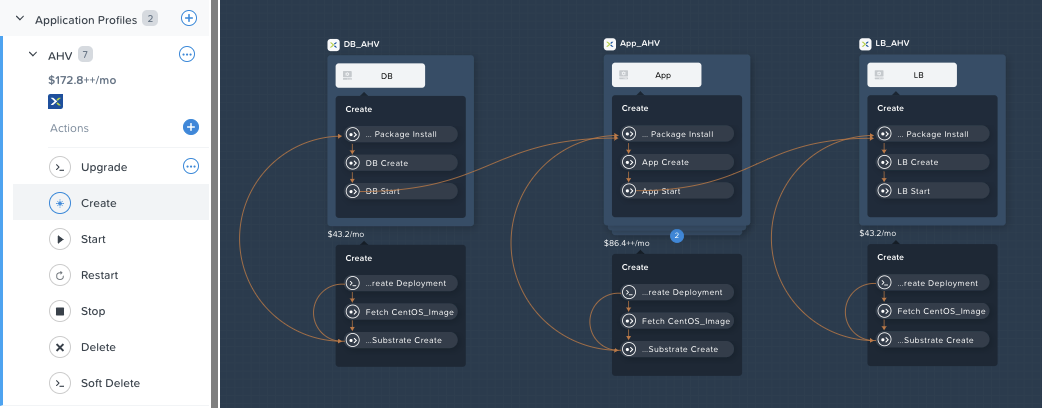 Application Profiles 2
AHV 7
$172.8++/mo
Actions
Upgrade
Create
Start
Restart
Stop
Delete
Soft Delete
DB_AHV
DB
Create
... Package Install
DB Create
DB Start
$43.2/mo
Create
...reate Deployment
Fetch CentOS_Image
...Substrate Create
App_AHV
App
Create
... Package Install
App Create
App Start
2
$86.4++/mo
Create
...reate Deployment
Fetch CentOS_Image
...Substrate Create
LB_AHV
LB
Create
... Package Install
LB Create
LB Start
$43.2/mo
Create
...reate Deployment
Fetch CentOS_Image
...Substrate Create